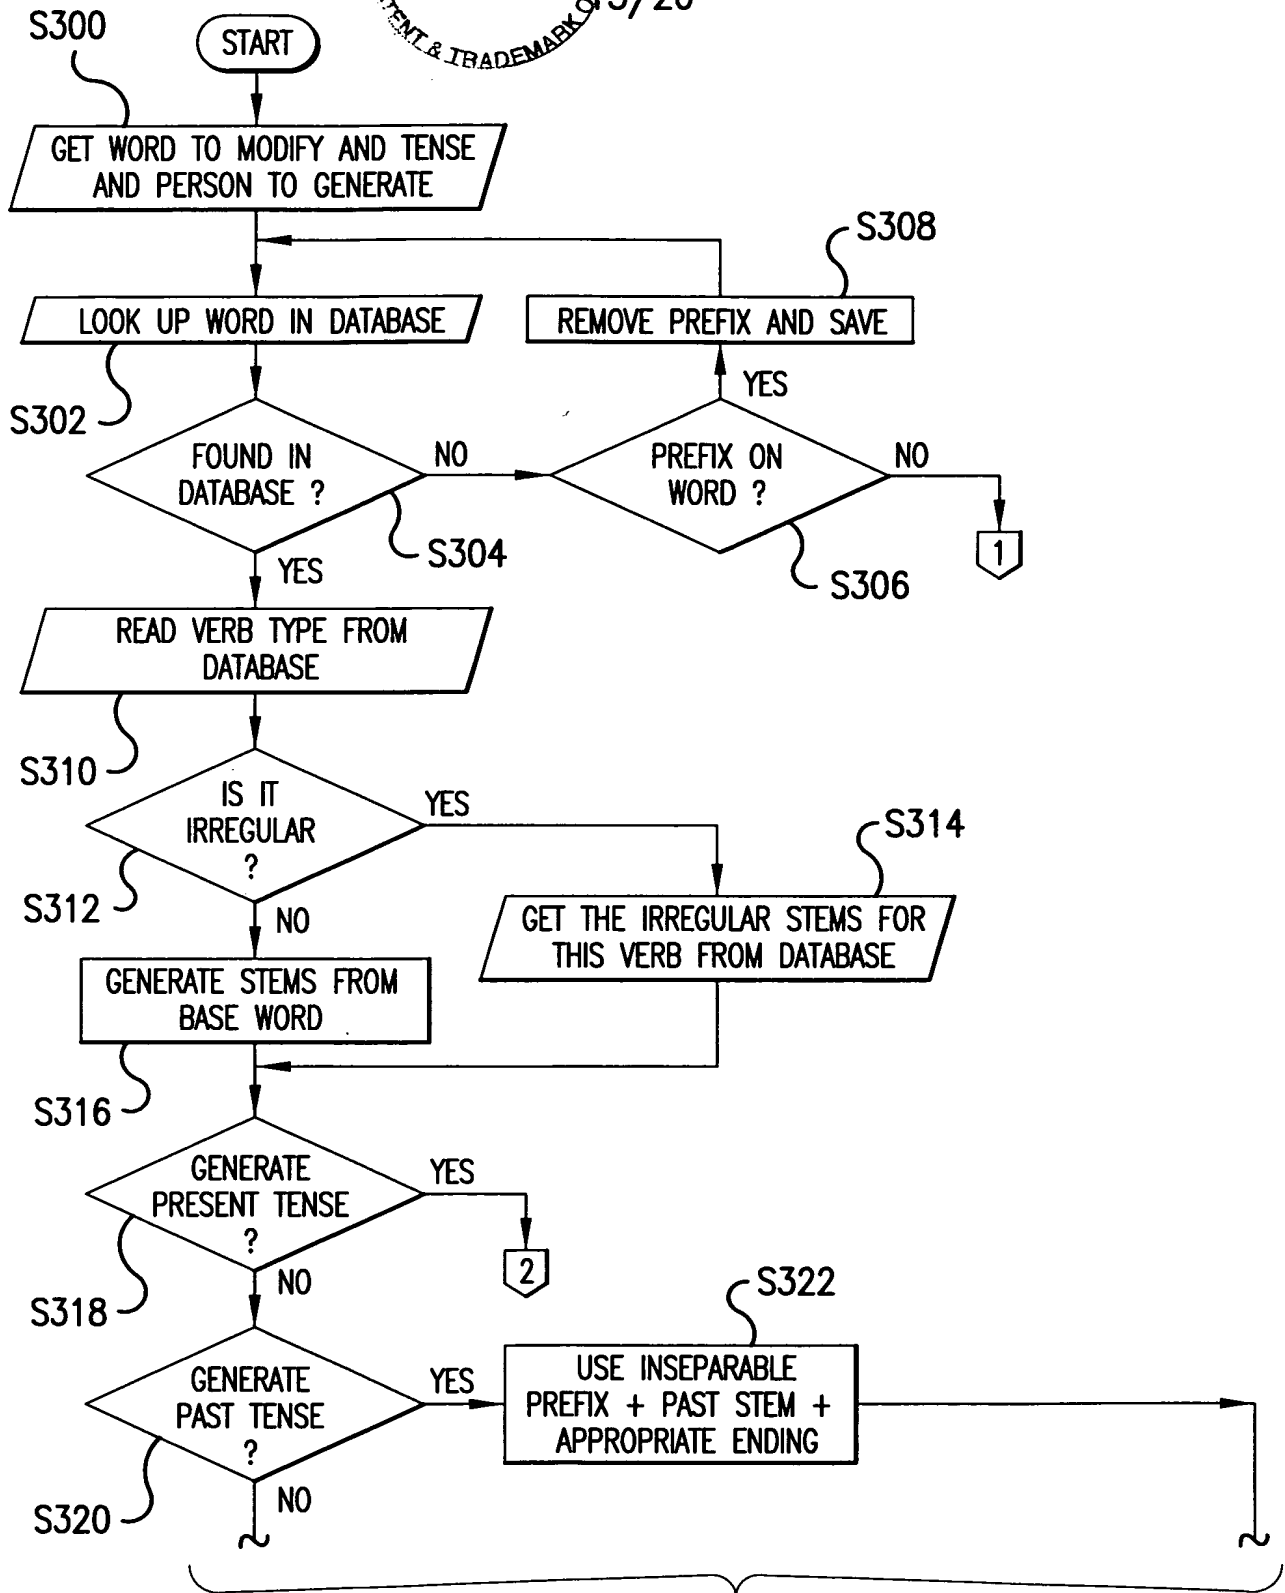 & TRADEMARK
S300
START
GET WORD TO MODIFY AND TENSE
AND PERSON TO GENERATE
S308
LOOK UP WORD IN DATABASE
REMOVE PREFIX AND SAVE
YES
S302
FOUND IN
DATABASE ?
NO
PREFIX ON
WORD ?
NO
S304
1
YES
S306
READ VERB TYPE FROM
DATABASE
S310
IS IT
IRREGULAR
?
YES
S314
S312
NO
GET THE IRREGULAR STEMS FOR
THIS VERB FROM DATABASE
GENERATE STEMS FROM
BASE WORD
S316
GENERATE
PRESENT TENSE
?
YES
2
S318
NO
S322
GENERATE
PAST TENSE
?
YES
USE INSEPARABLE
PREFIX + PAST STEM +
APPROPRIATE ENDING
S320
NO